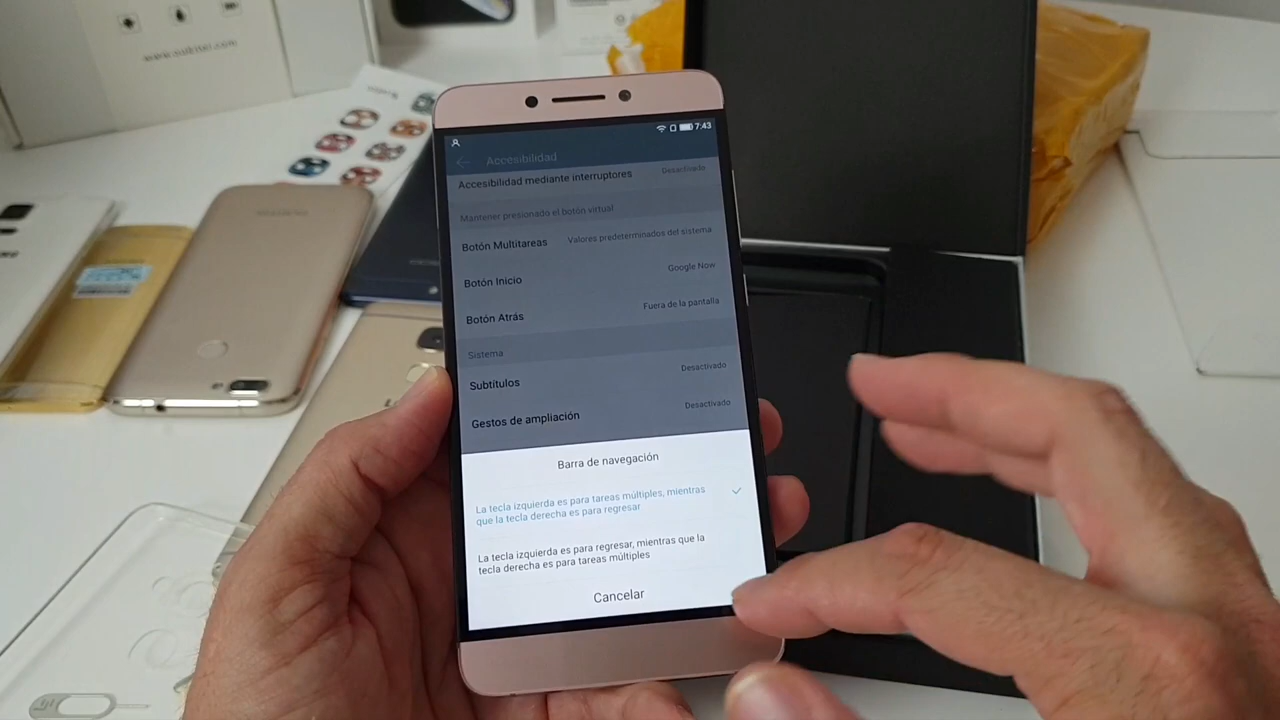 7:43
Accesibilidad
Accesibilidad mediante interruptores Desactivado
Mantener presionado el botón virtual
Botón Multitareas Valores predeterminados del sistema
Botón Inicio Google Now
Botón Atrás Fuera de la pantalla
Sistema
Subtítulos Desactivado
Gestos de ampliación Desactivado
Barra de navegación
La tecla izquierda es para tareas múltiples, mientras
que la tecla derecha es para regresar
La tecla izquierda es para regresar, mientras que la
tecla derecha es para tareas múltiples
Cancelar